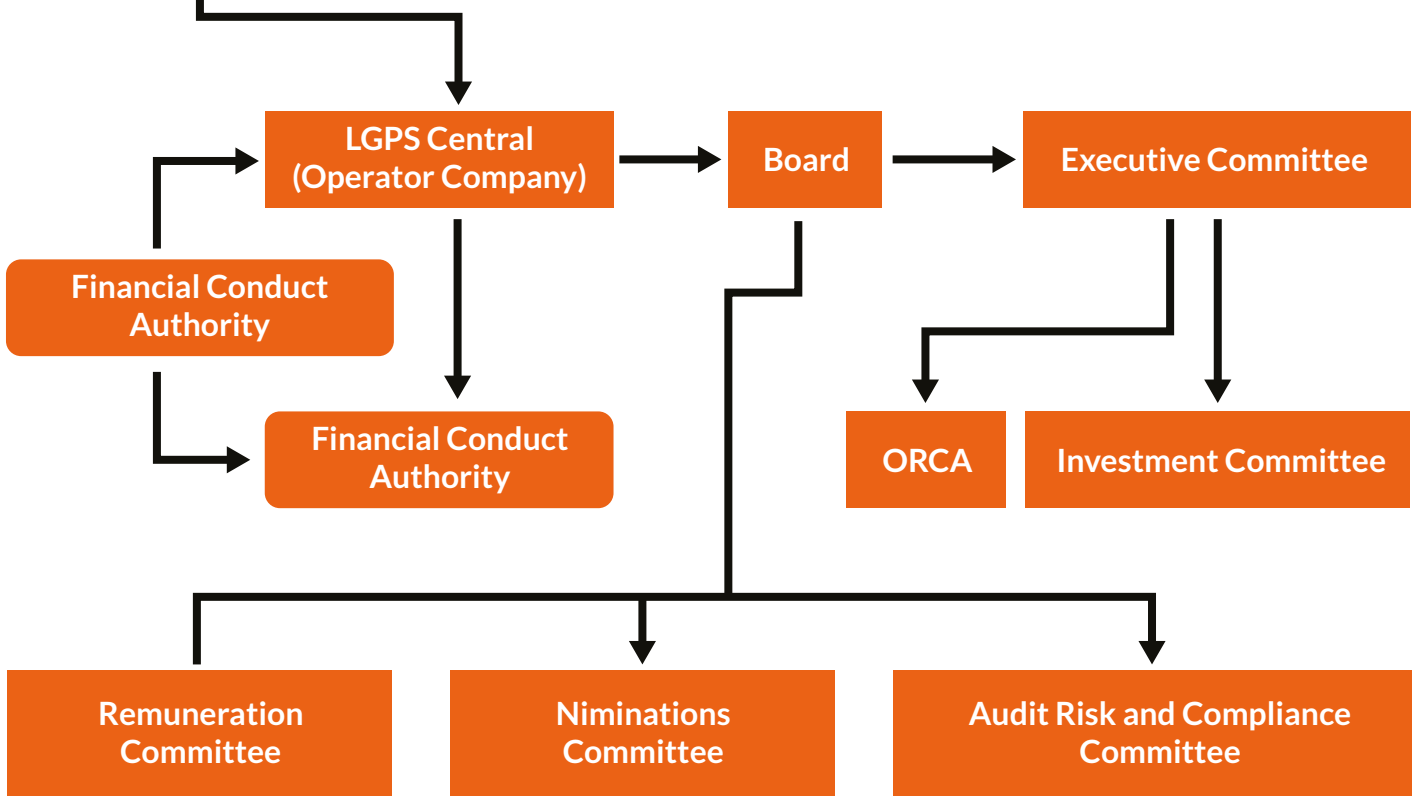 LGPS Central
(Operator Company)
Board
Executive Committee
Financial Conduct
Authority
Financial Conduct
Authority
ORCA
Investment Committee
Remuneration
Committee
Niminations
Committee
Audit Risk and Compliance
Committee